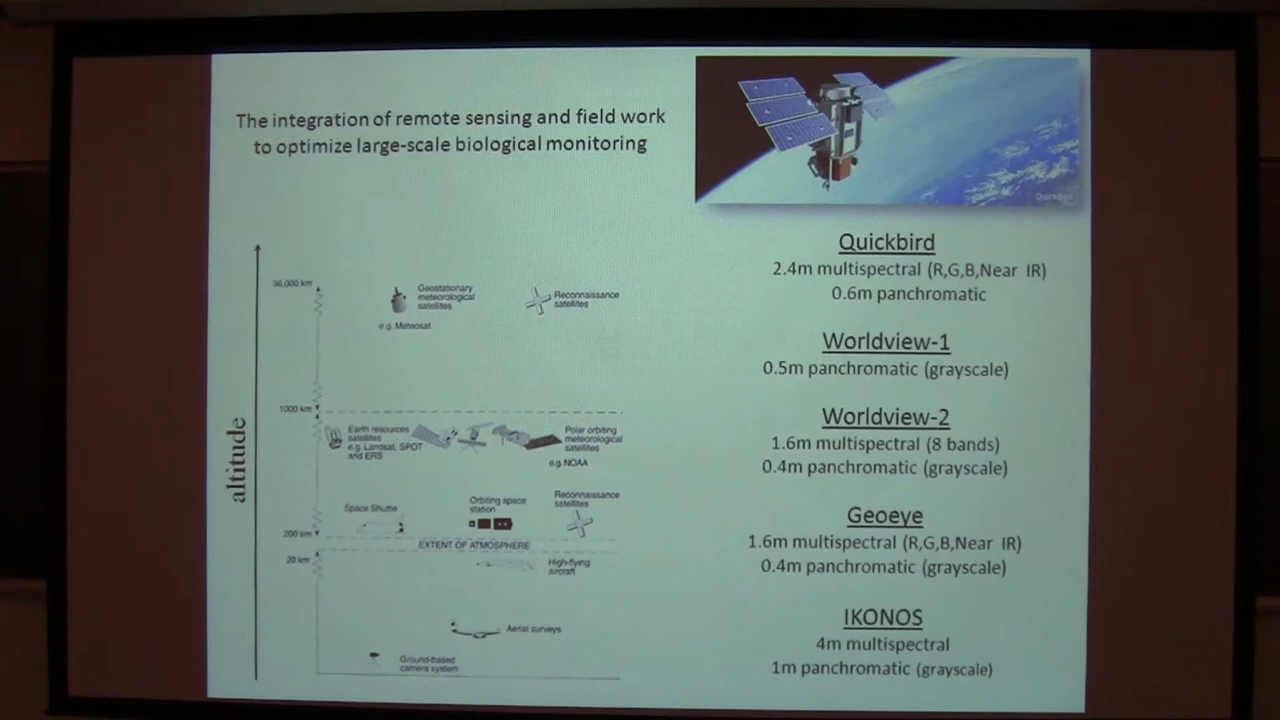 The integration of remote sensing and field work
to optimize large-scale biological monitoring
Quickbird
Quickbird
2.4m multispectral (R,G,B,Near IR)
0.6m panchromatic
Worldview-1
0.5m panchromatic (grayscale)
Worldview-2
1.6m multispectral (8 bands)
0.4m panchromatic (grayscale)
Geoeye
1.6m multispectral (R,G,B,Near IR)
0.4m panchromatic (grayscale)
IKONOS
4m multispectral
1m panchromatic (grayscale)
altitude
36,000 km
Geostationary
meteorological
satellites
e.g. Meteosat
Reconnaissance
satellites
1000 km
Earth resources
satellites
e.g. Landsat, SPOT
and ERS
Polar orbiting
meteorological
satellites
e.g. NOAA
Space Shuttle
Orbiting space
station
Reconnaissance
satellites
200 km
EXTENT OF ATMOSPHERE
20 km
High-flying
aircraft
Aerial surveys
Ground-based
camera system